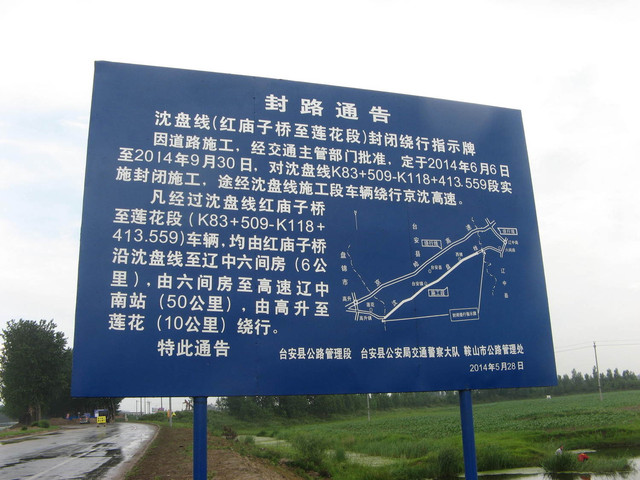 封路通告
沈盘线(红庙子桥至莲花段)封闭绕行指示牌
因道路施工，经交通主管部门批准，定于2014年6月6日
至2014年9月30日，对沈盘线K83+509-K118+413.559段实
施封闭施工，途经沈盘线施工段车辆绕行京沈高速。
凡经过沈盘线红庙子桥
至莲花段（K83+509-K118+
413.559)车辆，均由红庙子桥
沿沈盘线至辽中六间房（6公
里），由六间房至高速辽中
南站（50公里），由高升至
莲花（10公里）绕行。
特此通告
台安县
盘锦市
辽中县
台安县公路管理段 台安县公安局交通警察大队 鞍山市公路管理处
2014年5月28日